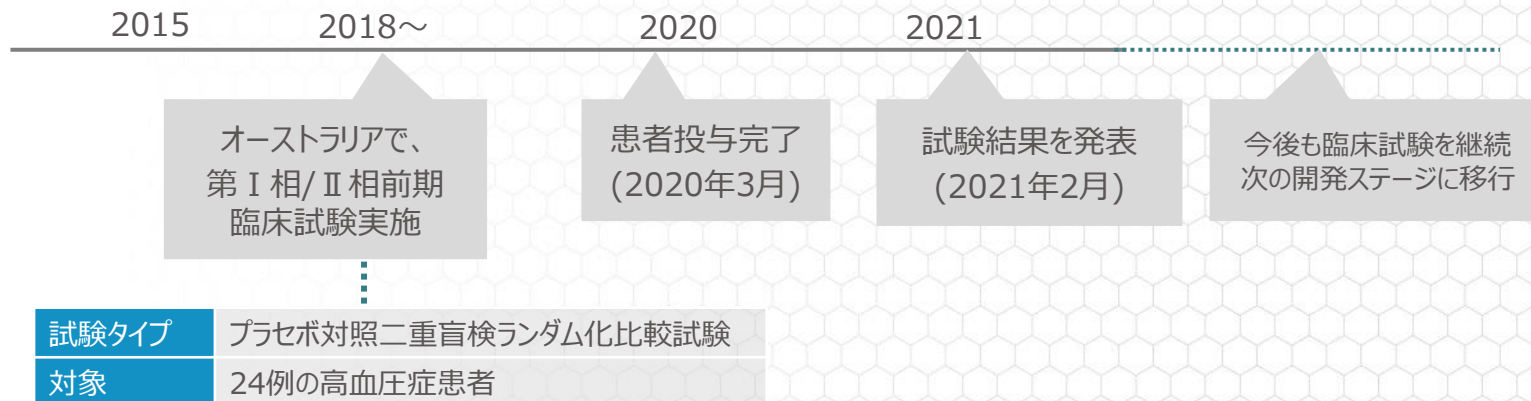 2015 2018～ 2020 2021
オーストラリアで、
第Ⅰ相/Ⅱ相前期
臨床試験実施
患者投与完了
(2020年3月)
試験結果を発表
(2021年2月)
今後も臨床試験を継続
次の開発ステージに移行
試験タイプ プラセボ対照二重盲検ランダム化比較試験
対象 24例の高血圧症患者